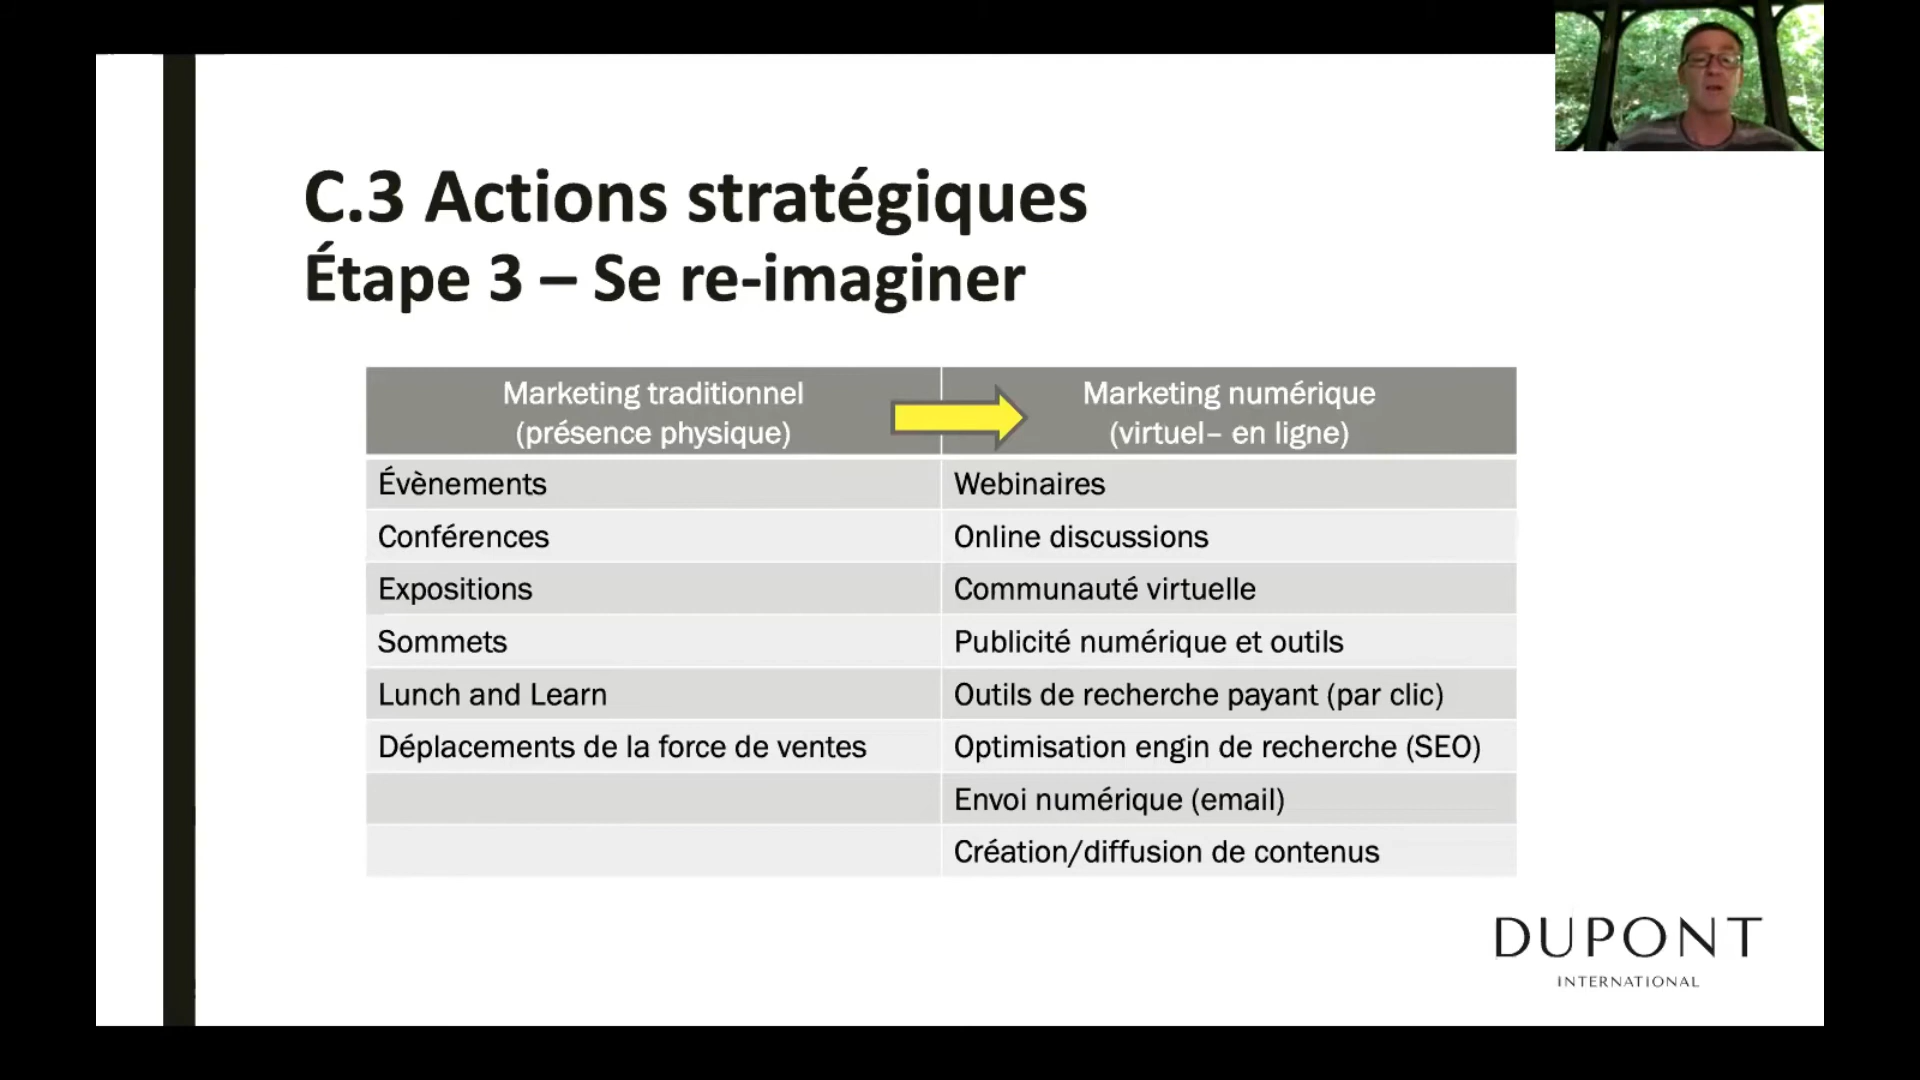 C.3 Actions stratégiques
Étape 3 – Se re-imaginer
Marketing traditionnel
(présence physique)
Marketing numérique
(virtuel– en ligne)
Évènements
Webinaires
Conférences
Online discussions
Expositions
Communauté virtuelle
Sommets
Publicité numérique et outils
Lunch and Learn
Outils de recherche payant (par clic)
Déplacements de la force de ventes
Optimisation engin de recherche (SEO)
Envoi numérique (email)
Création/diffusion de contenus
DUPONT
INTERNATIONAL